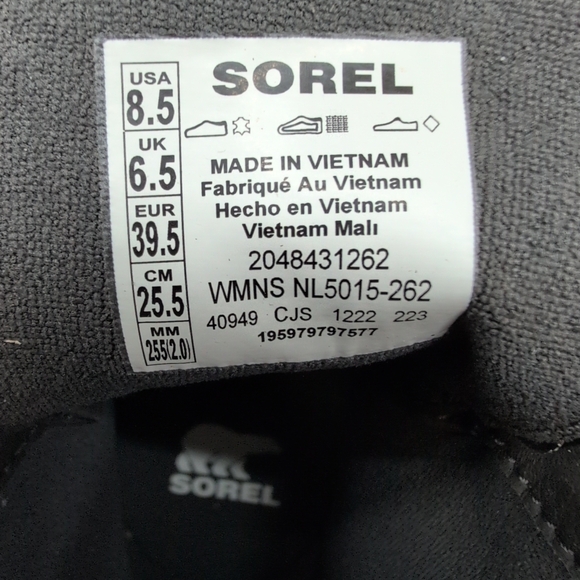 USA
8.5
UK
6.5
EUR
39.5
CM
25.5
MM
255(2.0)
SOREL
MADE IN VIETNAM
Fabriqué Au Vietnam
Hecho en Vietnam
Vietnam Malı
2048431262
WMNS NL5015-262
40949 CJS 1222 223
195979797577
SOREL